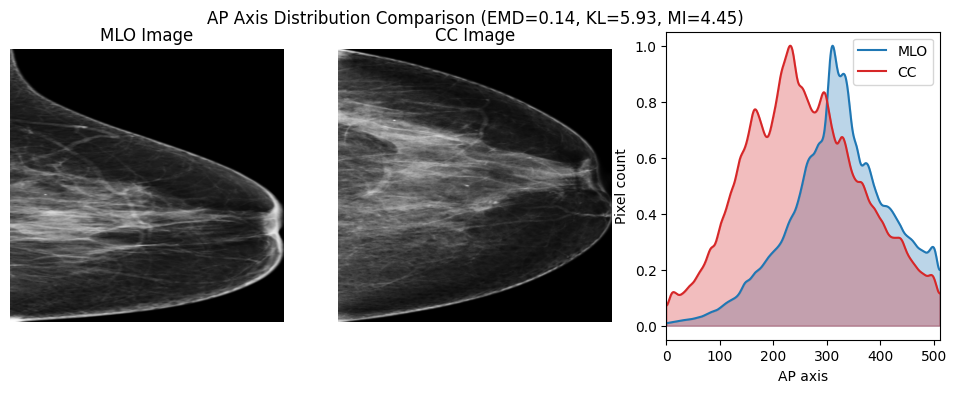 AP Axis Distribution Comparison (EMD=0.14, KL=5.93, MI=4.45)
MLO Image
CC Image
MLO
CC
Pixel count
1.0
0.8
0.6
0.4
0.2
0.0
0 100 200 300 400 500
AP axis